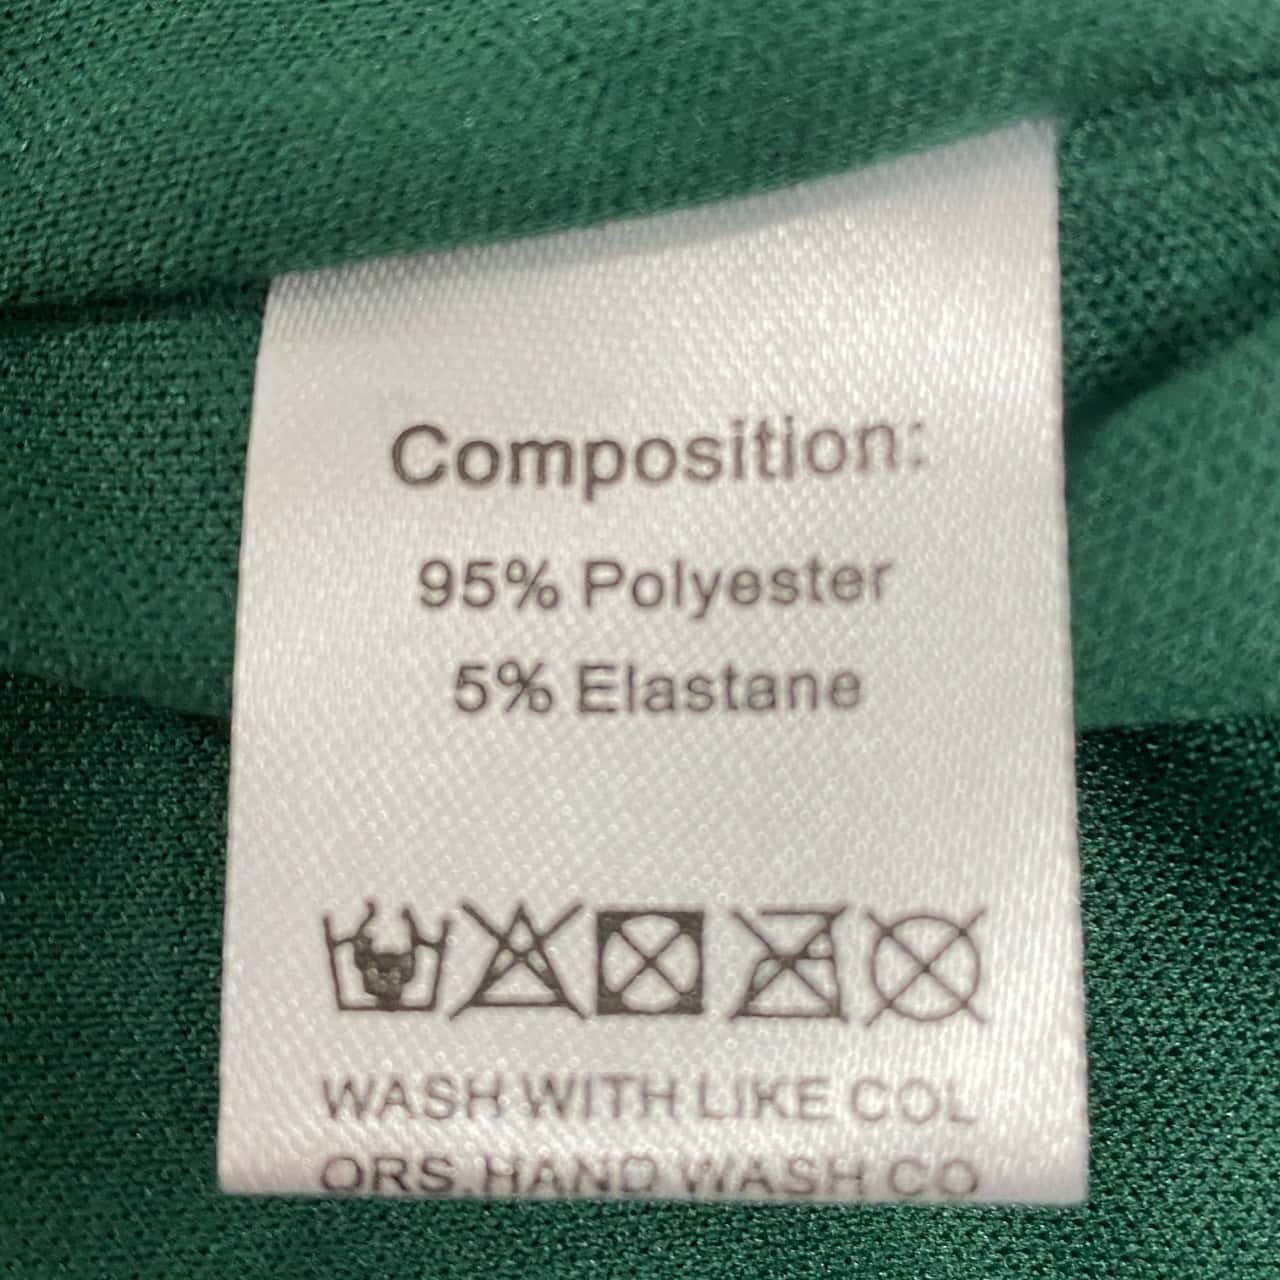 Composition:
95% Polyester
5% Elastane
WASH WITH LIKE COL
ORS.HAND WASH CO